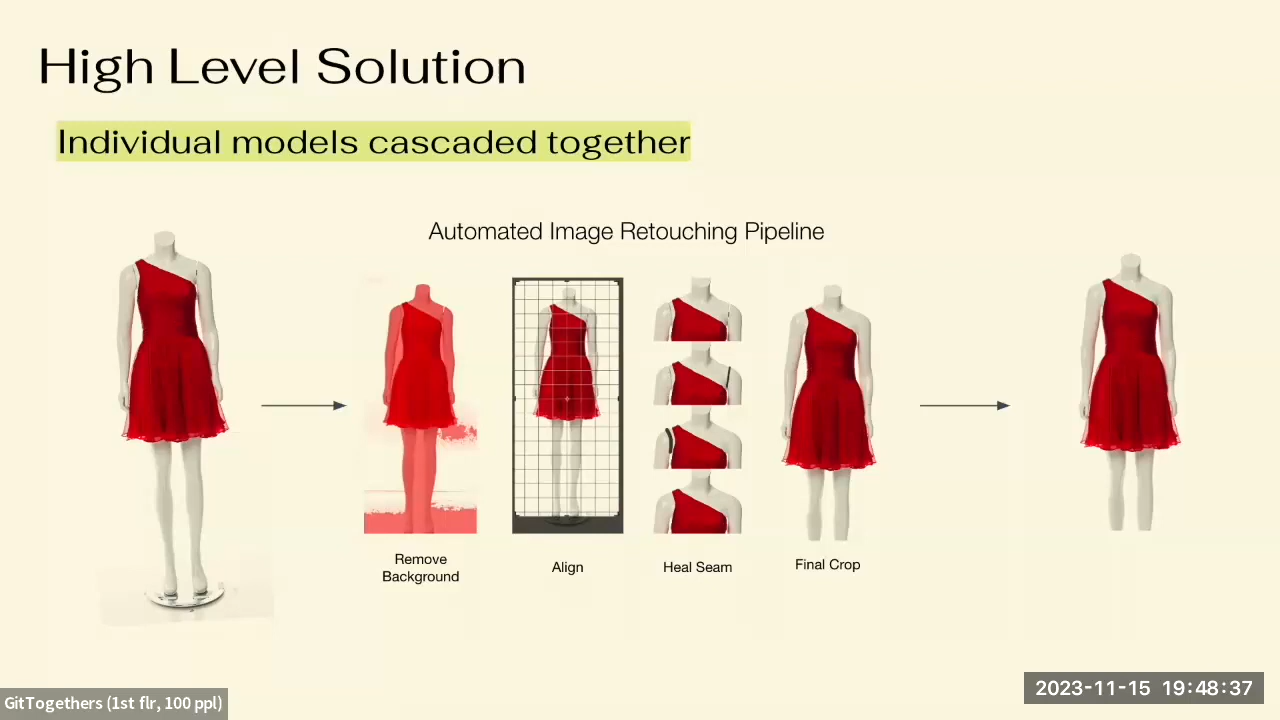 High Level Solution
Individual models cascaded together
Automated Image Retouching Pipeline
Remove
Background
Align
Heal Seam
Final Crop
GitTogethers (1st flr, 100 ppl)
2023-11-15 19:48:37